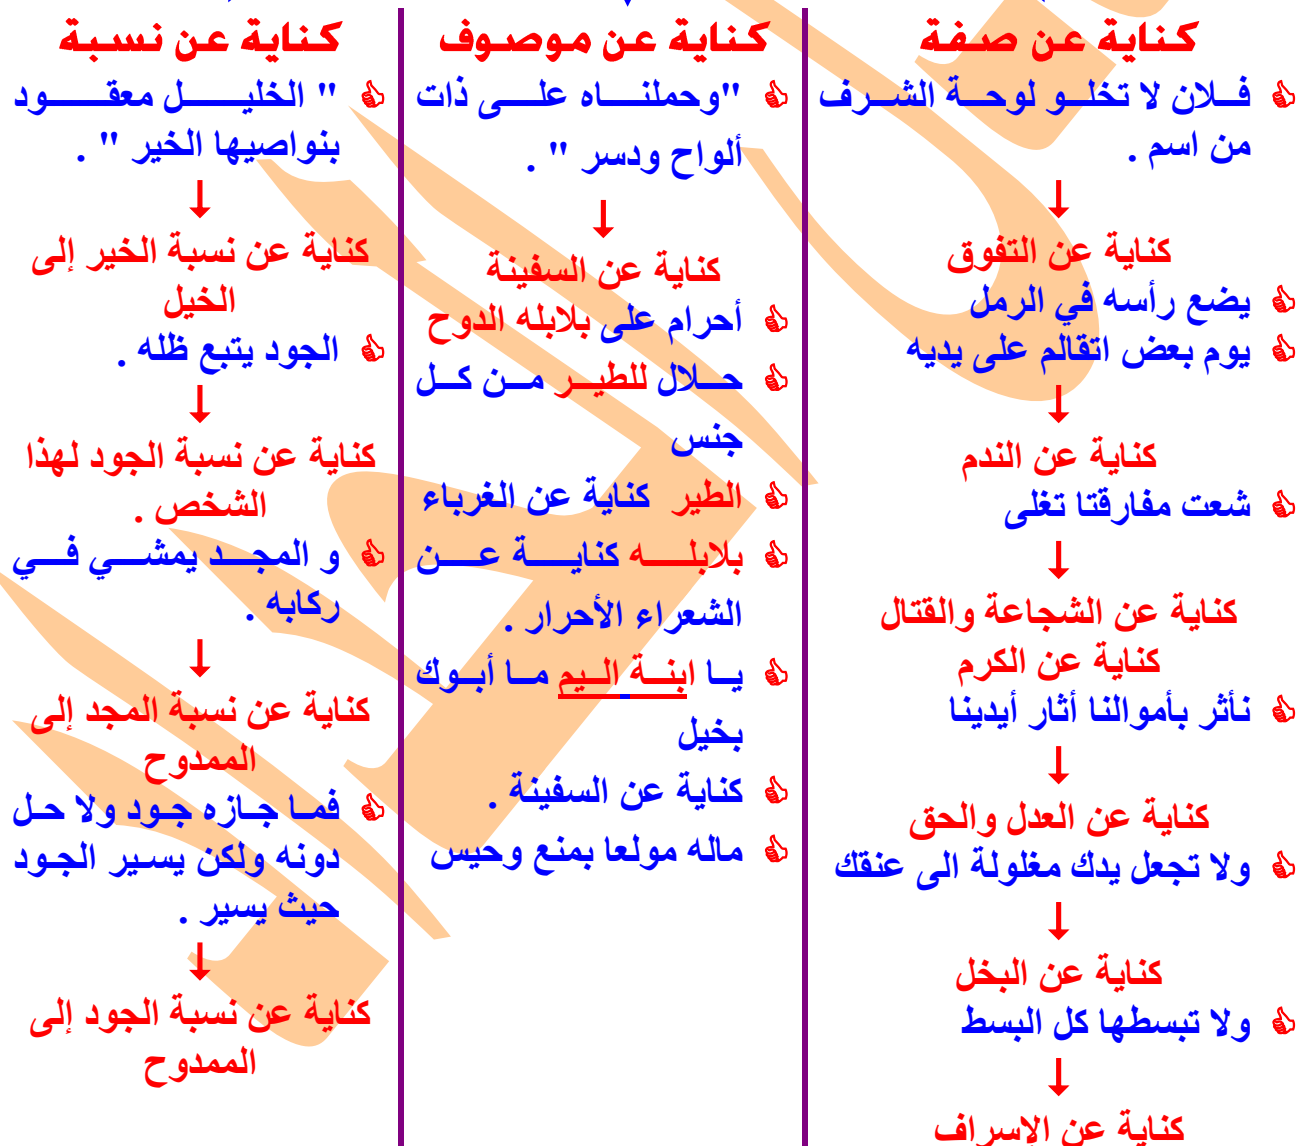 كناية عن صفة
فلان لا تخلو لوحة الشرف
من اسم .
↓
كناية عن التفوق
يضع رأسه في الرمل
يوم بعض اتقالم على يديه
↓
كناية عن الندم
شعت مفارقتا تغلى
↓
كناية عن الشجاعة والقتال
كناية عن الكرم
نأثر بأموالنا أثار أيدينا
↓
كناية عن العدل والحق
ولا تجعل يدك مغلولة الى عنقك
↓
كناية عن البخل
ولا تبسطها كل البسط
↓
كناية عن الإسراف
كناية عن موصوف
"وحملناه على ذات
ألواح ودسر " .
↓
كناية عن السفينة
أحرام على بلابله الدوح
حلال للطير من كل
جنس
الطير كناية عن الغرباء
بلابله كناية عن
الشعراء الأحرار .
يا ابنة اليم ما أبوك
بخيل
كناية عن السفينة .
ماله مولعا بمنع وحيس
كناية عن نسبة
" الخليل معقود
بنواصيها الخير " .
↓
كناية عن نسبة الخير إلى
الخيل
الجود يتبع ظله .
↓
كناية عن نسبة الجود لهذا
الشخص .
و المجد يمشي في
ركابه .
↓
كناية عن نسبة المجد إلى
الممدوح
فما جازه جود ولا حل
دونه ولكن يسير الجود
حيث يسير .
↓
كناية عن نسبة الجود إلى
الممدوح